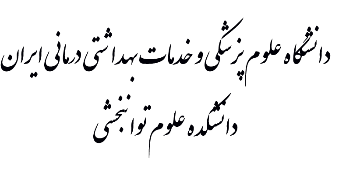 دانشگاه علوم پزشکی و خدمات بهداشتی درمانی ایران
دانشکده علوم توانبخشی